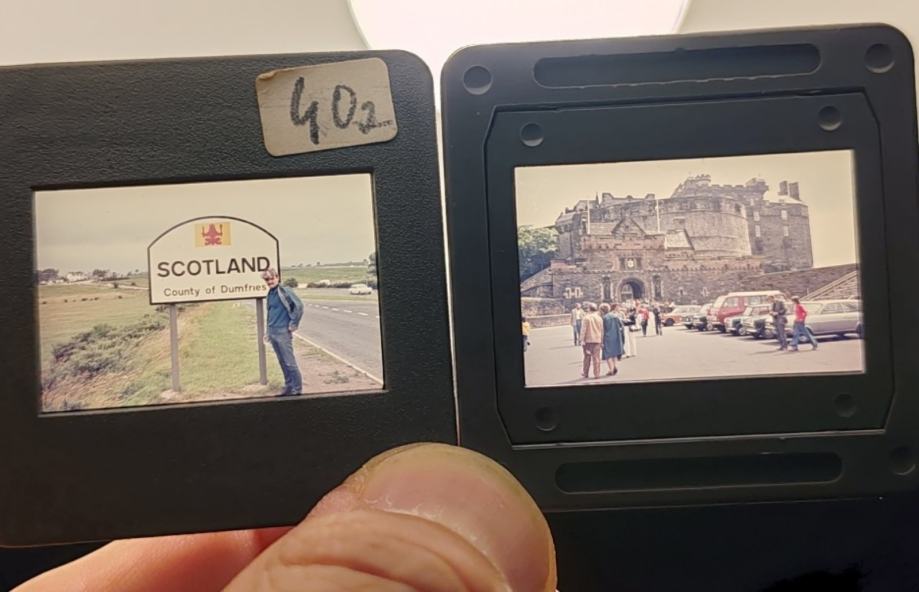 402
SCOTLAND
County of Dumfries